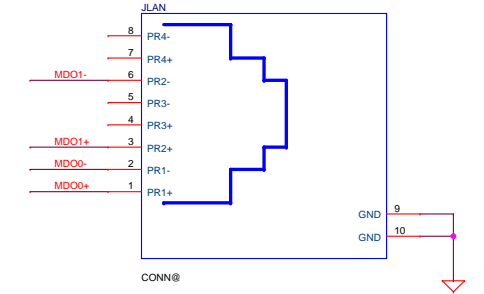 JLAN
8 PR4-
7 PR4+
MDO1- 6 PR2-
5 PR3-
4 PR3+
MDO1+ 3 PR2+
MDO0- 2 PR1-
MDO0+ 1 PR1+
GND 9
GND 10
CONN@